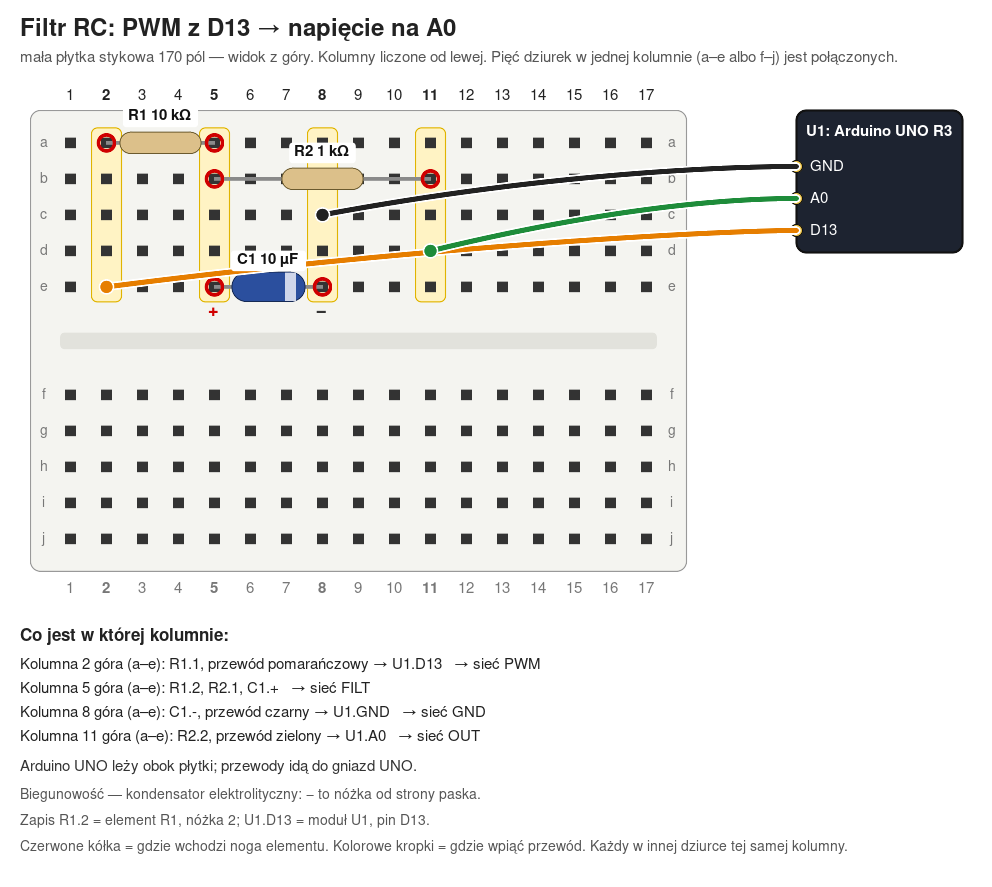 Filtr RC: PWM z D13 → napięcie na A0
mała płytka stykowa 170 pól — widok z góry. Kolumny liczone od lewej. Pięć dziurek w jednej kolumnie (a–e albo f–j) jest połączonych.
1 2 3 4 5 6 7 8 9 10 11 12 13 14 15 16 17
R1 10 kΩ
U1: Arduino UNO R3
a a
R2 1 kΩ
GND
b b
A0
c c
D13
d d
C1 10 µF
e e
+ −
f f
g g
h h
i i
j j
1 2 3 4 5 6 7 8 9 10 11 12 13 14 15 16 17
Co jest w której kolumnie:
Kolumna 2 góra (a–e): R1.1, przewód pomarańczowy → U1.D13 → sieć PWM
Kolumna 5 góra (a–e): R1.2, R2.1, C1.+ → sieć FILT
Kolumna 8 góra (a–e): C1.-, przewód czarny → U1.GND → sieć GND
Kolumna 11 góra (a–e): R2.2, przewód zielony → U1.A0 → sieć OUT
Arduino UNO leży obok płytki; przewody idą do gniazd UNO.
Biegunowość — kondensator elektrolityczny: − to nóżka od strony paska.
Zapis R1.2 = element R1, nóżka 2; U1.D13 = moduł U1, pin D13.
Czerwone kółka = gdzie wchodzi noga elementu. Kolorowe kropki = gdzie wpiąć przewód. Każdy w innej dziurce tej samej kolumny.